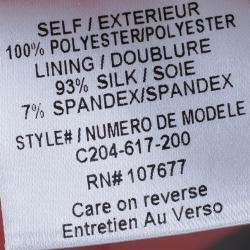 SELF / EXTERIEUR
100% POLYESTER/POLYESTER
LINING / DOUBLURE
93% SILK / SOIE
7% SPANDEX/SPANDEX
STYLE# / NUMERO DE MODELE
C204-617-200
RN# 107677
Care on reverse
Entretien Au Verso